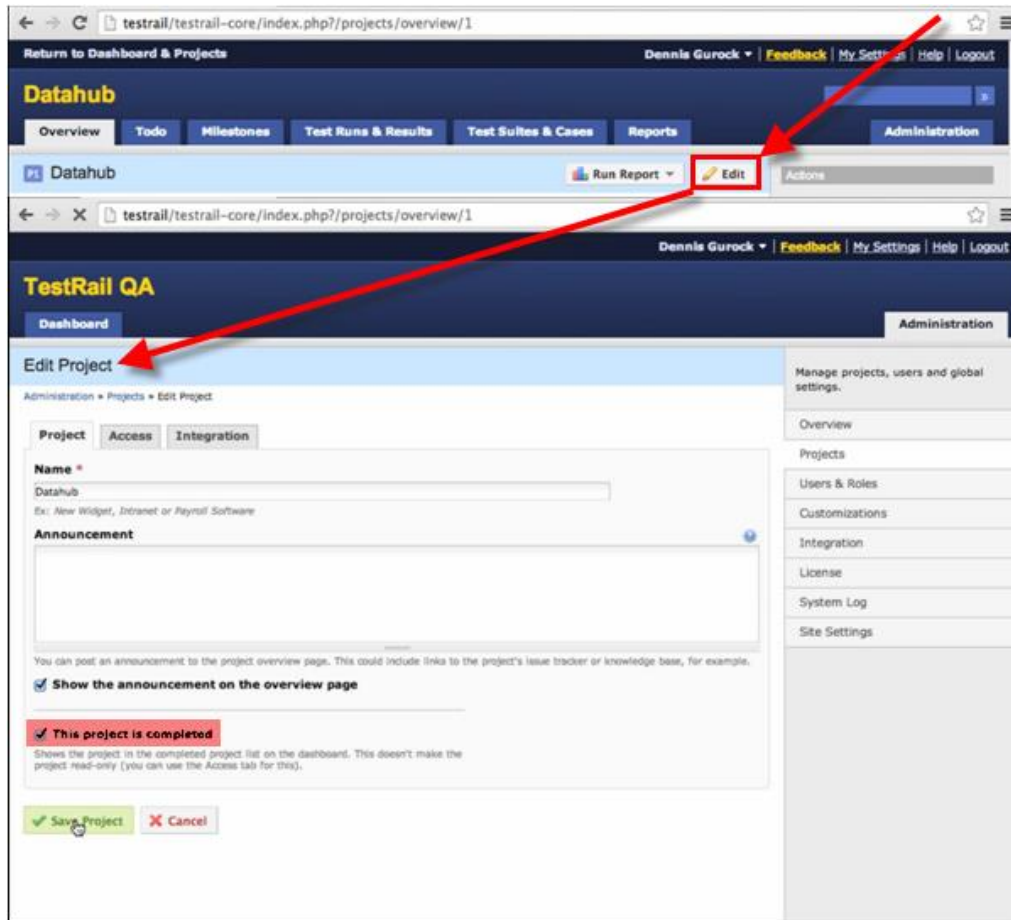 testrail/testrail-core/index.php?/projects/overview/1
Return to Dashboard & Projects
Dennis Gurock
Feedback | My Settings | Help | Logout
Datahub
Overview
Todo
Milestones
Test Runs & Results
Test Suites & Cases
Reports
Administration
P1 Datahub
Run Report
Edit
Actions
testrail/testrail-core/index.php?/projects/overview/1
Dennis Gurock
Feedback | My Settings | Help | Logout
TestRail QA
Dashboard
Administration
Edit Project
Administration » Projects » Edit Project
Project
Access
Integration
Name *
Datahub
Ex: New Widget, Intranet or Payroll Software
Announcement
You can post an announcement to the project overview page. This could include links to the project's issue tracker or knowledge base, for example.
Show the announcement on the overview page
This project is completed
Shows the project in the completed project list on the dashboard. This doesn't make the
project read-only (you can use the Access tab for this).
Save Project
Cancel
Manage projects, users and global
settings.
Overview
Projects
Users & Roles
Customizations
Integration
License
System Log
Site Settings